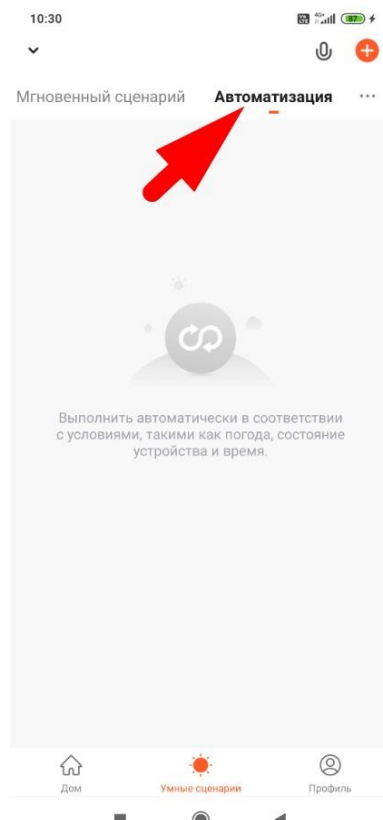 10:30
87
Мгновенный сценарий Автоматизация ...
Выполнить автоматически в соответствии
с условиями, такими как погода, состояние
устройства и время.
Дом Умные сценарии Профиль